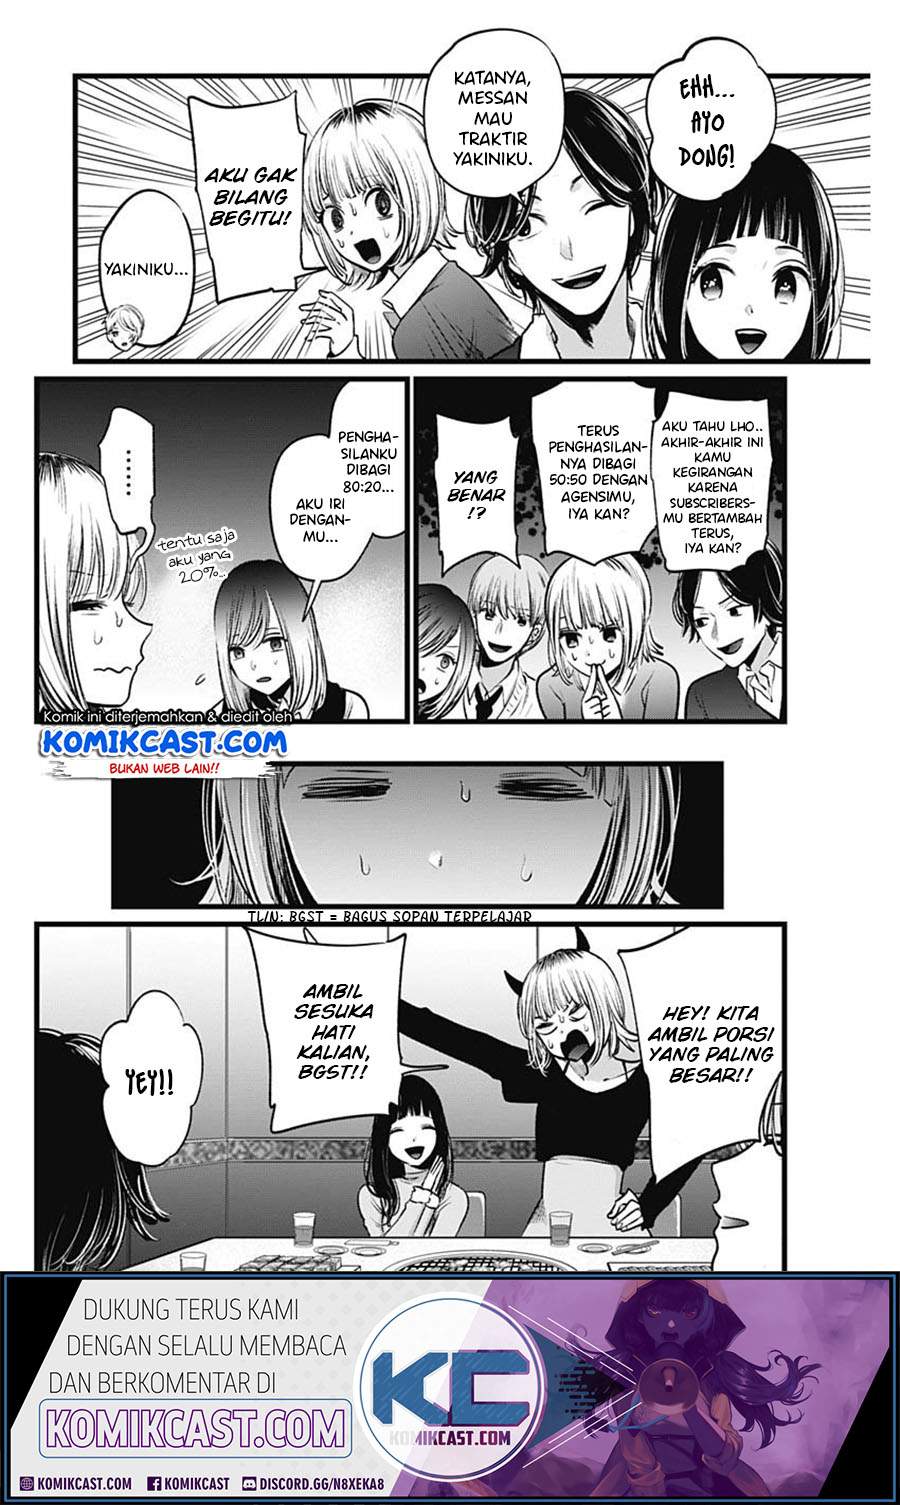 EHH...
AYO
DONG!
KATANYA,
MESSAN
MAU
TRAKTIR
YAKINIKU.
AKU GAK
BILANG
BEGITU!
YAKINIKU...
AKU TAHU LHO..
AKHIR-AKHIR INI
KAMU
KEGIRANGAN
KARENA
SUBSCRIBERS-
MU BERTAMBAH
TERUS,
IYA KAN?
TERUS
PENGHASILAN-
NYA DIBAGI
50:50 DENGAN
AGENSIMU,
IYA KAN?
YANG
BENAR
!?
PENGHA-
SILANKU
DIBAGI
80:20...
AKU IRI
DENGAN-
MU...
tentu saja
aku yang
20%...
........
Komik ini diterjemahkan & diedit oleh
KOMIKCAST.COM
BUKAN WEB LAIN!!
TL/N: BGST = BAGUS SOPAN TERPELAJAR
HEY! KITA
AMBIL PORSI
YANG PALING
BESAR!!
AMBIL
SESUKA
HATI
KALIAN,
BGST!!
YEY!!
DUKUNG TERUS KAMI
DENGAN SELALU MEMBACA
DAN BERKOMENTAR DI
KOMIKCAST.COM
KC
KOMIKCAST.COM
KOMIKCAST.COM KOMIKCAST DISCORD.GG/N8XEKA8